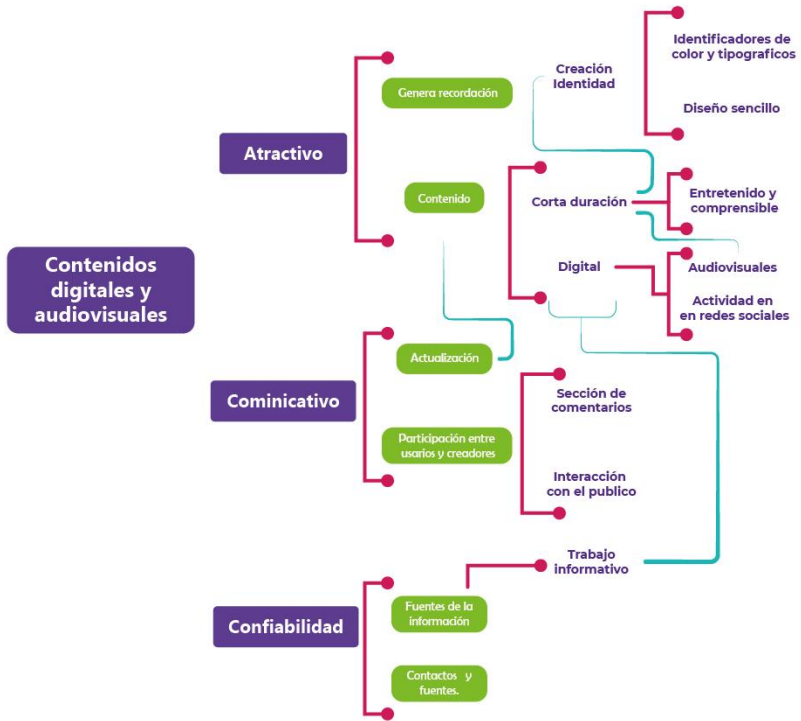 Contenidos
digitales y
audiovisuales
Atractivo
Genera recordación
Creación
Identidad
Identificadores de
color y tipograficos
Diseño sencillo
Contenido
Corta duración
Entretenido y
comprensible
Digital
Audiovisuales
Actividad en
en redes sociales
Cominicativo
Actualización
Participación entre
usarios y creadores
Sección de
comentarios
Interacción
con el publico
Confiabilidad
Fuentes de la
información
Trabajo
informativo
Contactos y
fuentes.